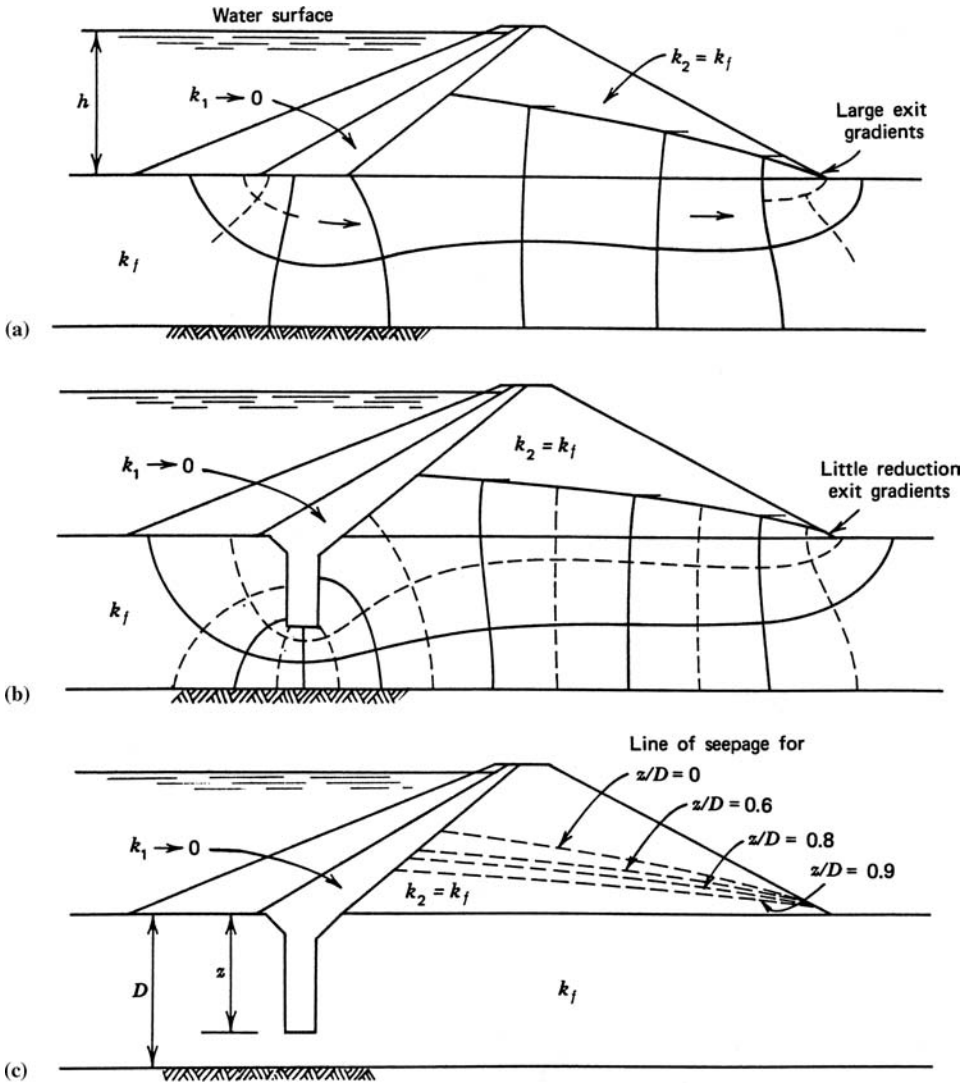 Water surface
h
k₁ → 0
k₂ = k_f
Large exit
gradients
k_f
(a)
k₁ → 0
k₂ = k_f
Little reduction
exit gradients
k_f
(b)
Line of seepage for
z/D = 0
z/D = 0.6
z/D = 0.8
z/D = 0.9
k₁ → 0
k₂ = k_f
D
z
k_f
(c)